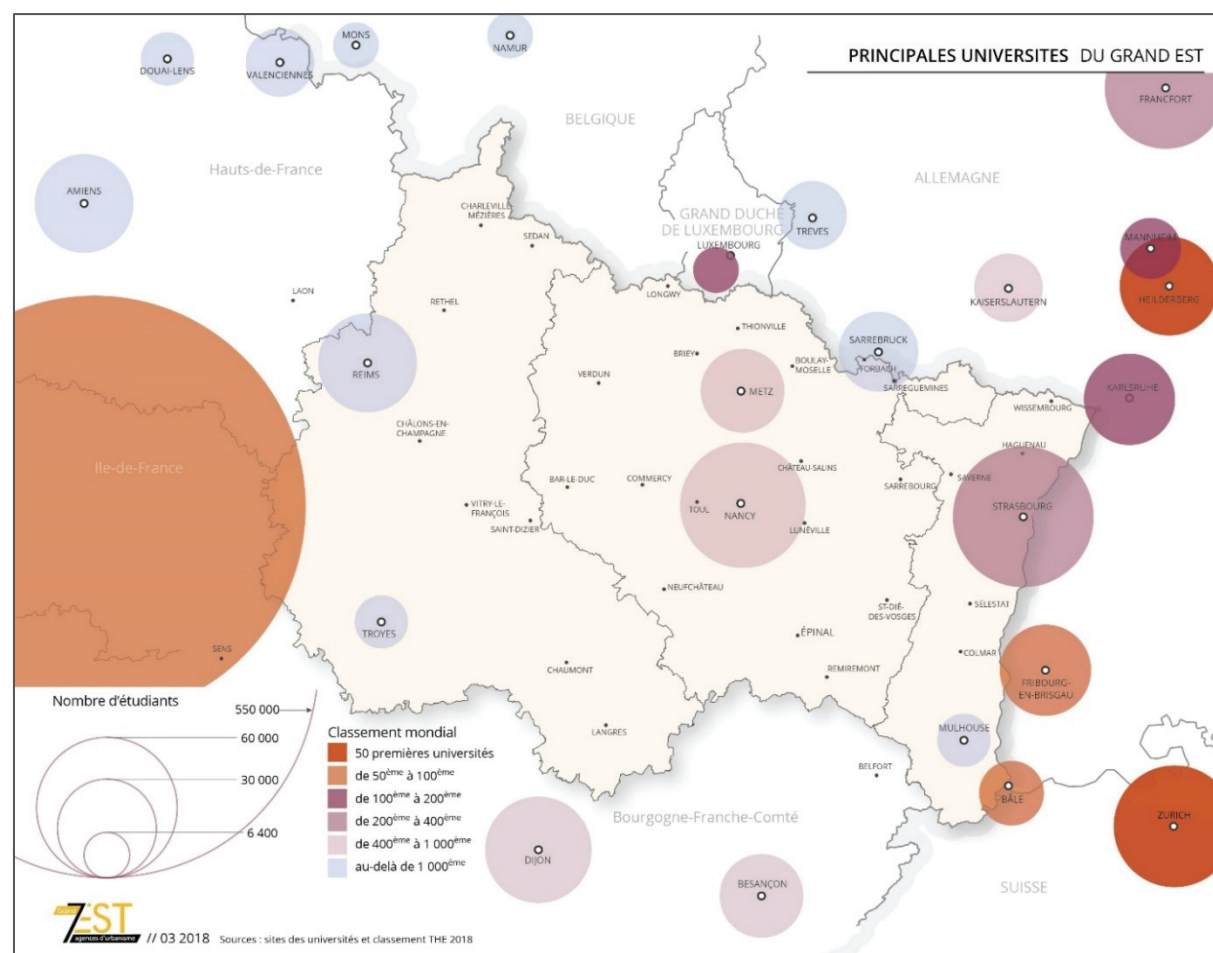 PRINCIPALES UNIVERSITES DU GRAND EST
MONS
NAMUR
DOUAI-LENS
VALENCIENNES
FRANCFORT
BELGIQUE
Hauts-de-France
ALLEMAGNE
AMIENS
CHARLEVILLE-
MÉZIÈRES
SEDAN
GRAND DUCHE
DE LUXEMBOURG
LUXEMBOURG
TREVES
MANNHEIM
HEILDERBERG
KAISERSLAUTERN
LAON
RETHEL
LONGWY
THIONVILLE
REIMS
BRIEY
VERDUN
BOULAY-
MOSELLE
SARREBRUCK
FORBACH
SARREGUEMINES
METZ
WISSEMBOURG
KARLSRUHE
CHÂLONS-EN-
CHAMPAGNE
HAGUENAU
Ile-de-France
BAR-LE-DUC
COMMERCY
CHÂTEAU-SALINS
SARREBOURG
SAVERNE
VITRY-LE-
FRANÇOIS
SAINT-DIZIER
TOUL
NANCY
LUNÉVILLE
STRASBOURG
NEUFCHÂTEAU
ST-DIÉ-
DES-VOSGES
SÉLESTAT
TROYES
ÉPINAL
SENS
CHAUMONT
REMIREMONT
COLMAR
FRIBOURG-
EN-BRISGAU
LANGRES
MULHOUSE
BELFORT
BÂLE
ZURICH
Bourgogne-Franche-Comté
DIJON
BESANÇON
SUISSE
Nombre d'étudiants
550 000
60 000
30 000
6 400
Classement mondial
50 premières universités
de 50ème à 100ème
de 100ème à 200ème
de 200ème à 400ème
de 400ème à 1 000ème
au-delà de 1 000ème
Grand
7EST
agences d'urbanisme
// 03 2018 Sources : sites des universités et classement THE 2018